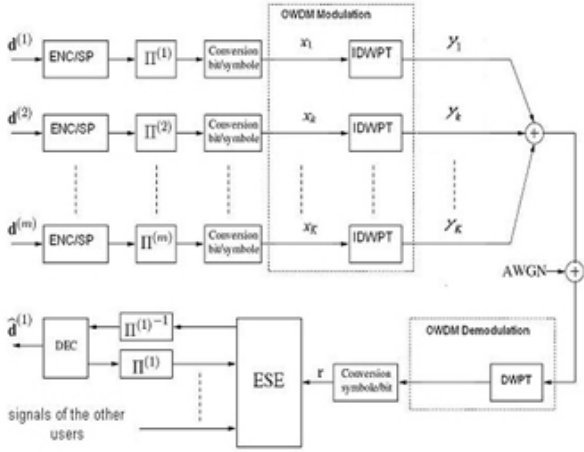 OWDM Modulation
d(1) ENC/SP Π(1) Conversion bit/symbole x1 IDWPT y1
d(2) ENC/SP Π(2) Conversion bit/symbole xk IDWPT yk
+
d(m) ENC/SP Π(m) Conversion bit/symbole xK IDWPT yK
AWGN +
OWDM Demodulation
d̂(1) DEC Π(1)−1 Π(1) ESE r Conversion symbole/bit DWPT
signals of the other
users